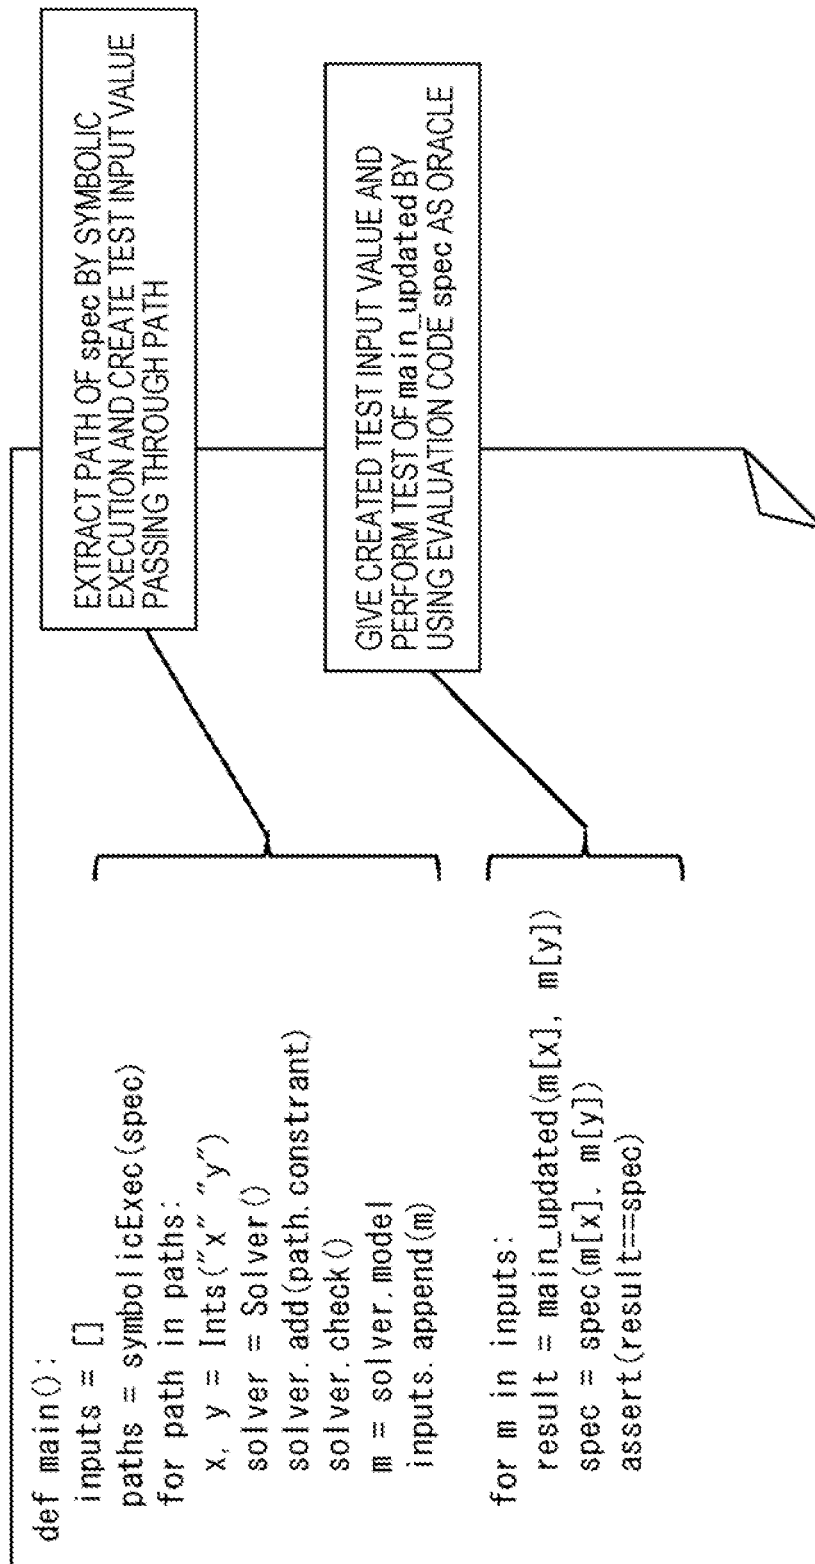 def main():
inputs = []
paths = symbolicExec(spec)
for path in paths:
x, y = Ints("x" "y")
solver = Solver()
solver.add(path.constrant)
solver.check()
m = solver.model
inputs.append(m)
for m in inputs:
result = main_updated(m[x], m[y])
spec = spec(m[x], m[y])
assert(result==spec)
EXTRACT PATH OF spec BY SYMBOLIC
EXECUTION AND CREATE TEST INPUT VALUE
PASSING THROUGH PATH
GIVE CREATED TEST INPUT VALUE AND
PERFORM TEST OF main_updated BY
USING EVALUATION CODE spec AS ORACLE